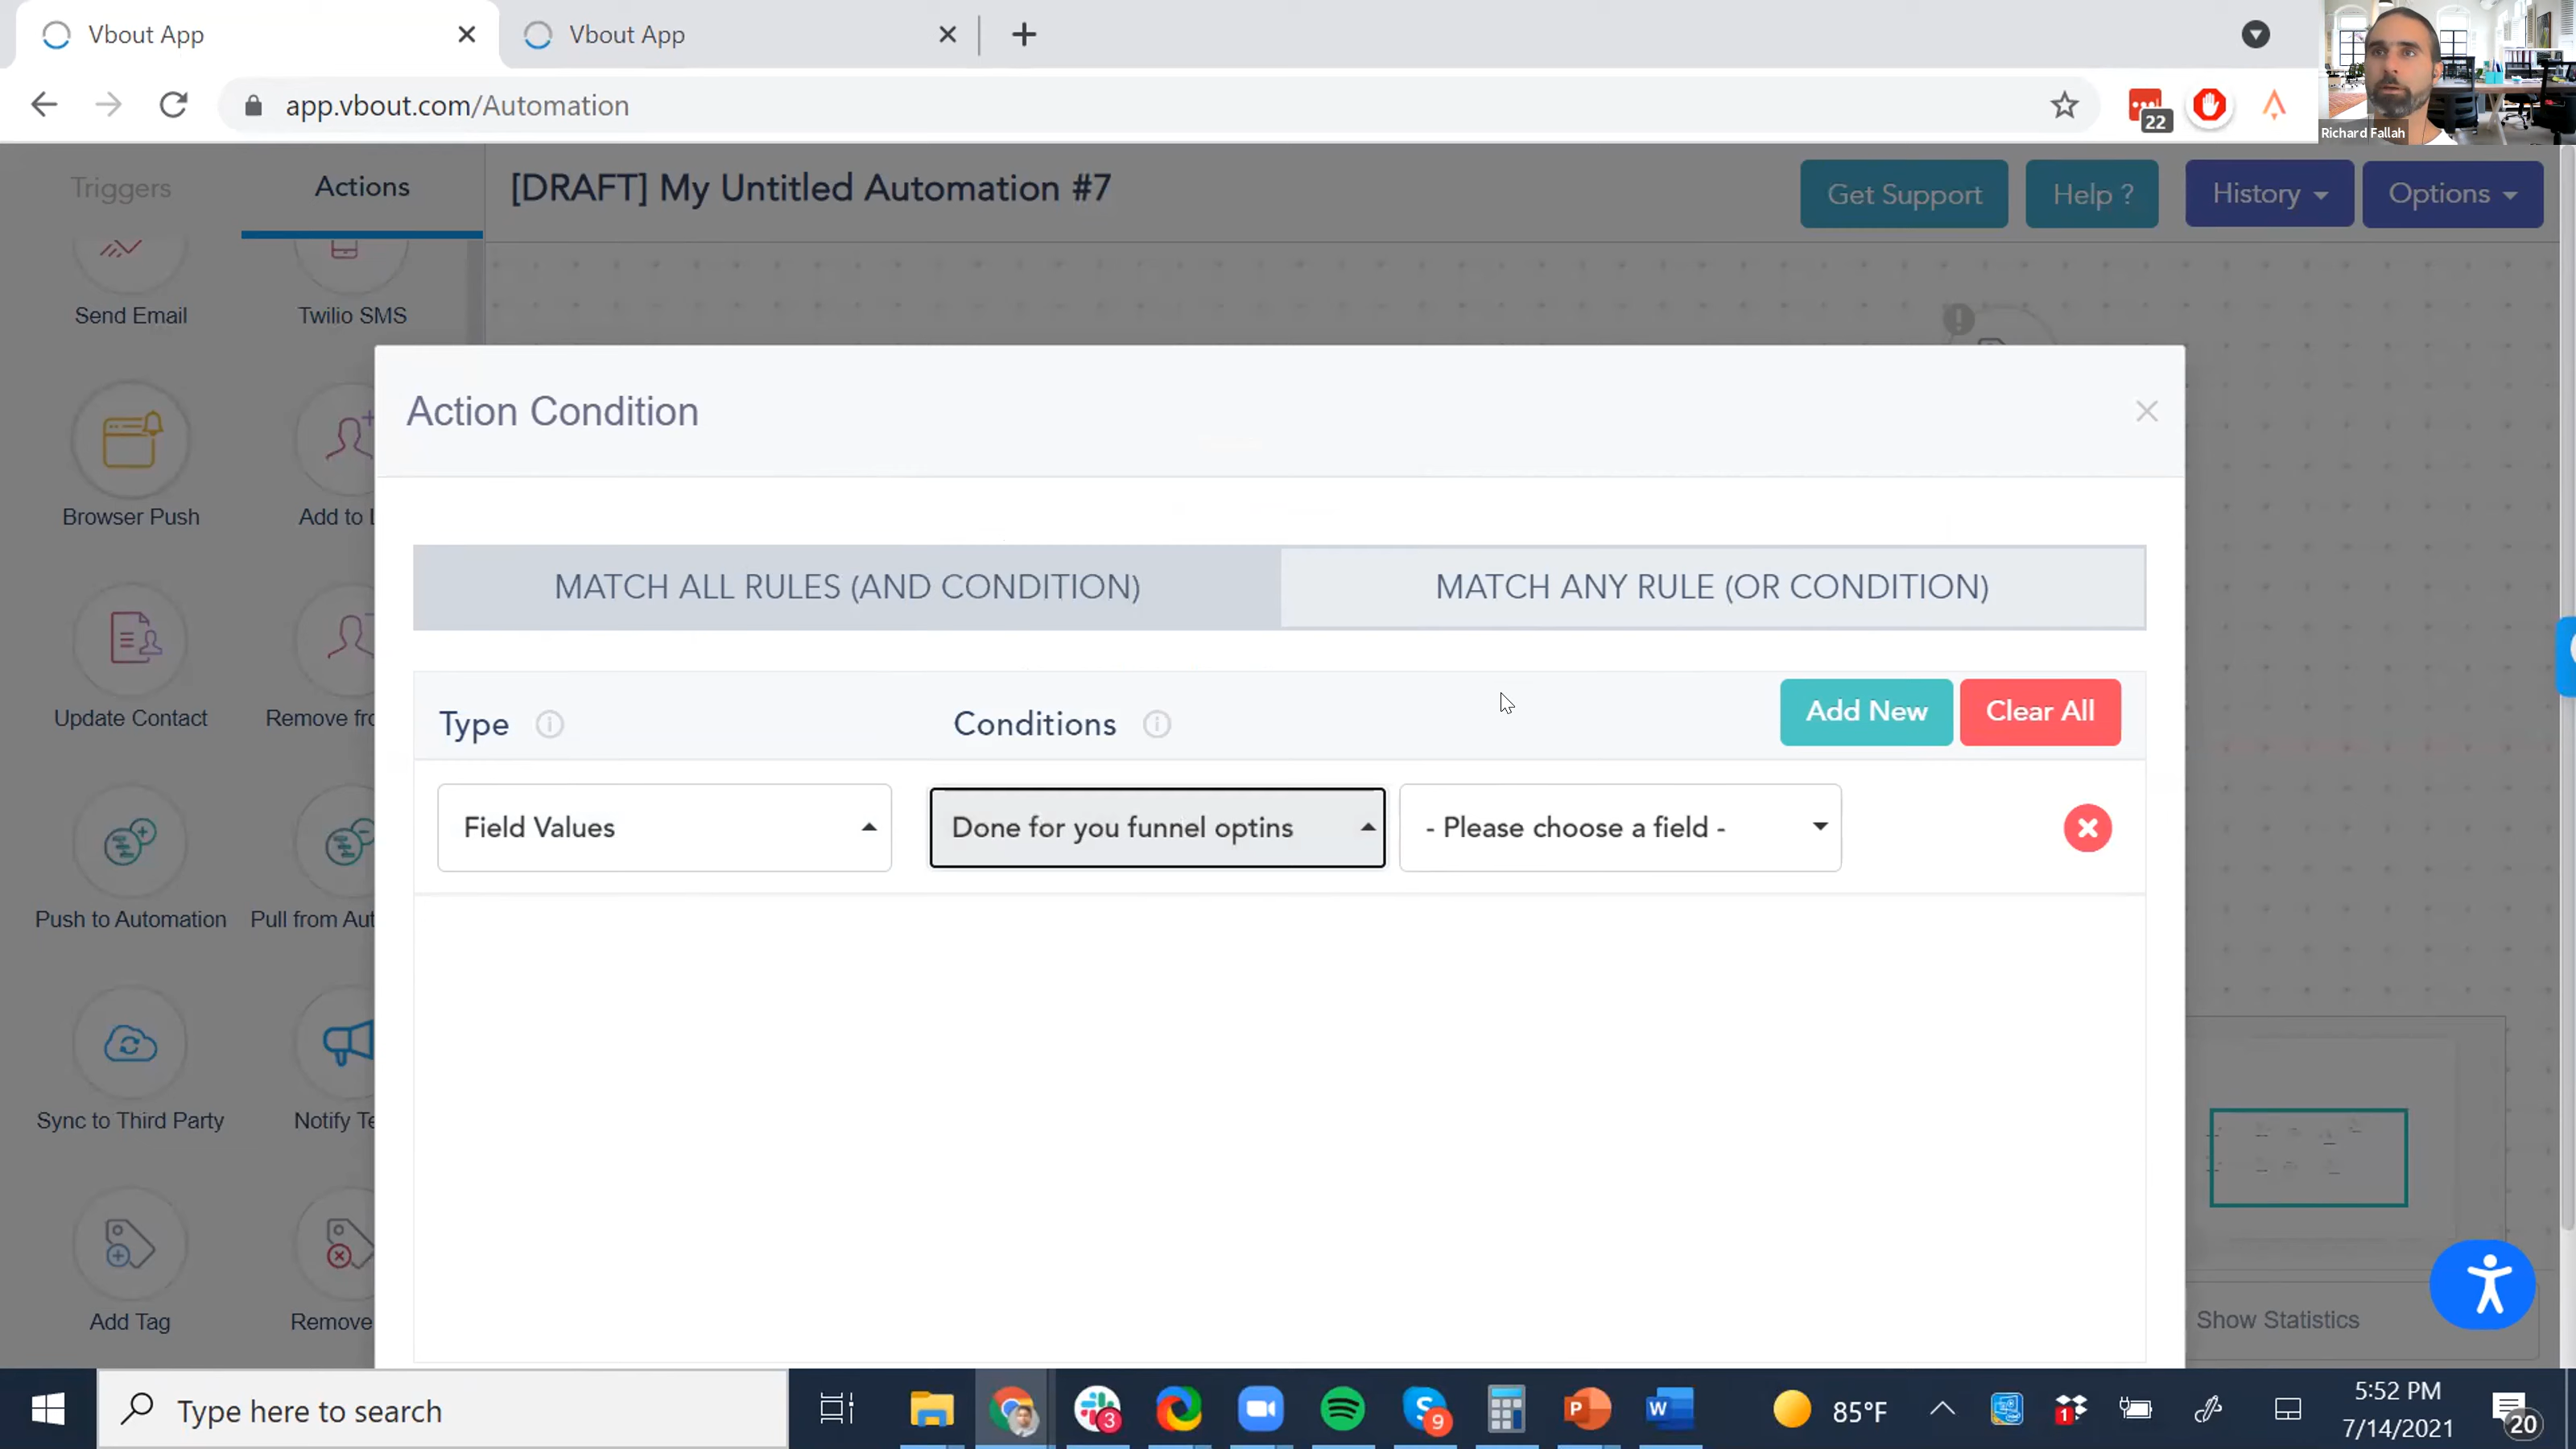 Vbout App
Vbout App
app.vbout.com/Automation
22
Richard Fallah
Triggers
Actions
[DRAFT] My Untitled Automation #7
Get Support
Help ?
History
Options
Send Email
Twilio SMS
Action Condition
Browser Push
Add to
MATCH ALL RULES (AND CONDITION)
MATCH ANY RULE (OR CONDITION)
Update Contact
Remove
Type
Conditions
Add New
Clear All
Field Values
Done for you funnel optins
- Please choose a field -
Push to Automation
Pull from
Sync to Third Party
Notify
Add Tag
Remove
Show Statistics
Type here to search
3
9
85°F
1
5:52 PM
7/14/2021
20